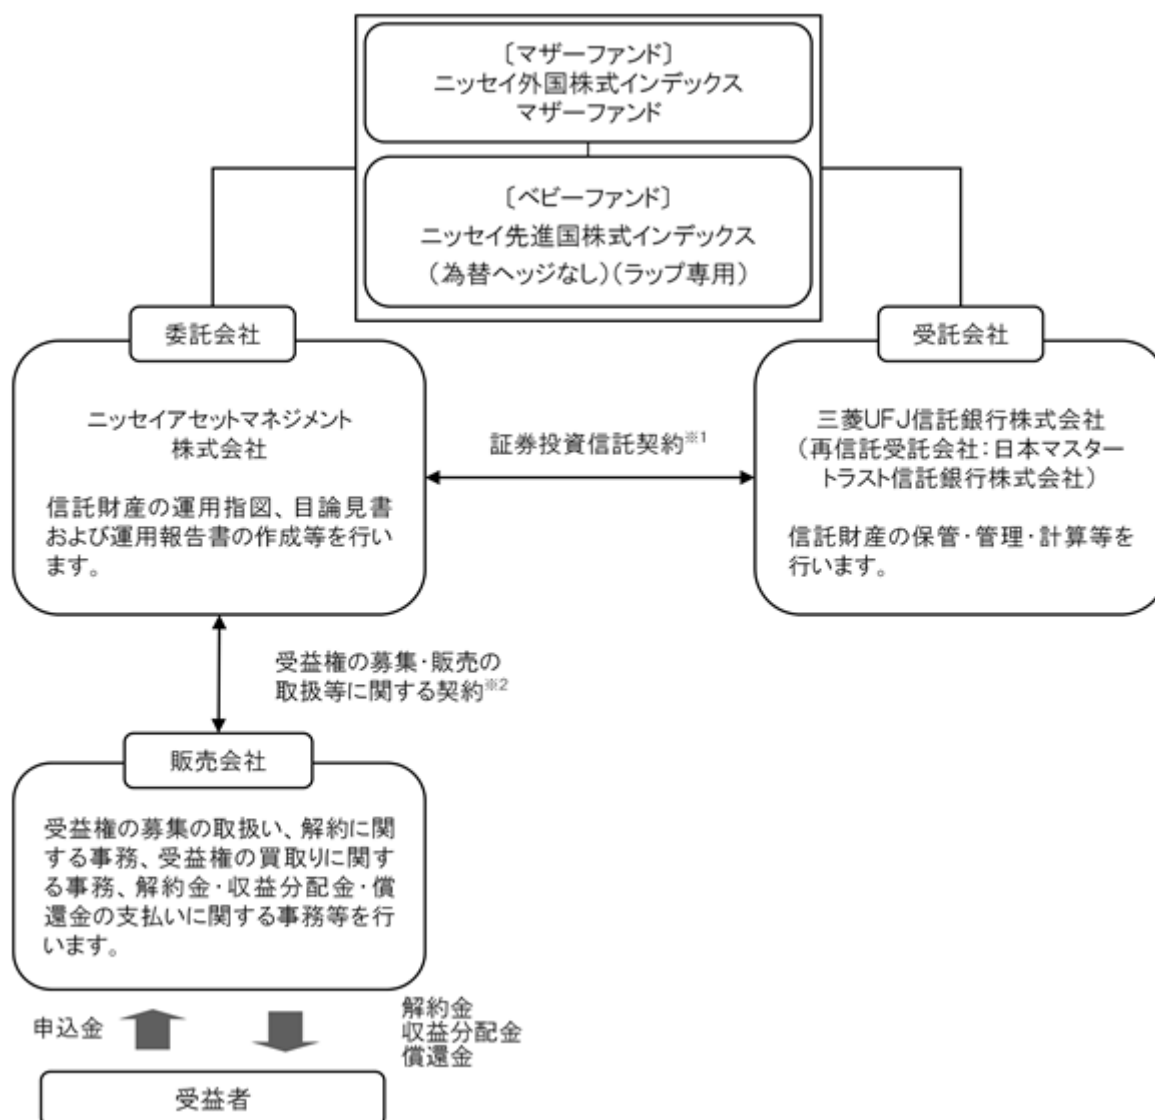 〔マザーファンド〕
ニッセイ外国株式インデックス
マザーファンド
〔ベビーファンド〕
ニッセイ先進国株式インデックス
（為替ヘッジなし）（ラップ専用）
委託会社
ニッセイアセットマネジメント
株式会社
信託財産の運用指図、目論見書
および運用報告書の作成等を行い
ます。
証券投資信託契約※1
受託会社
三菱UFJ信託銀行株式会社
（再信託受託会社：日本マスター
トラスト信託銀行株式会社）
信託財産の保管・管理・計算等を
行います。
受益権の募集・販売の
取扱等に関する契約※2
販売会社
受益権の募集の取扱い、解約に関
する事務、受益権の買取りに関す
る事務、解約金・収益分配金・償
還金の支払いに関する事務等を行
います。
申込金
解約金
収益分配金
償還金
受益者